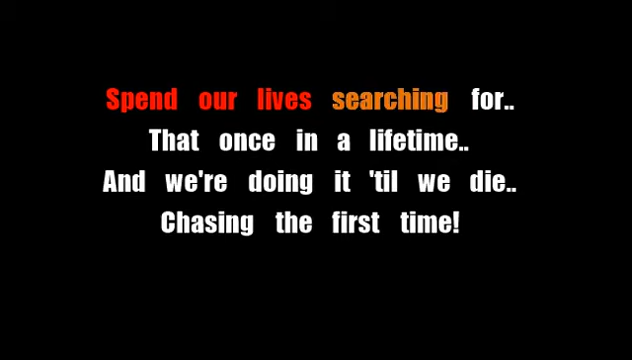 Spend our lives searching for..
That once in a lifetime..
And we're doing it 'til we die..
Chasing the first time!